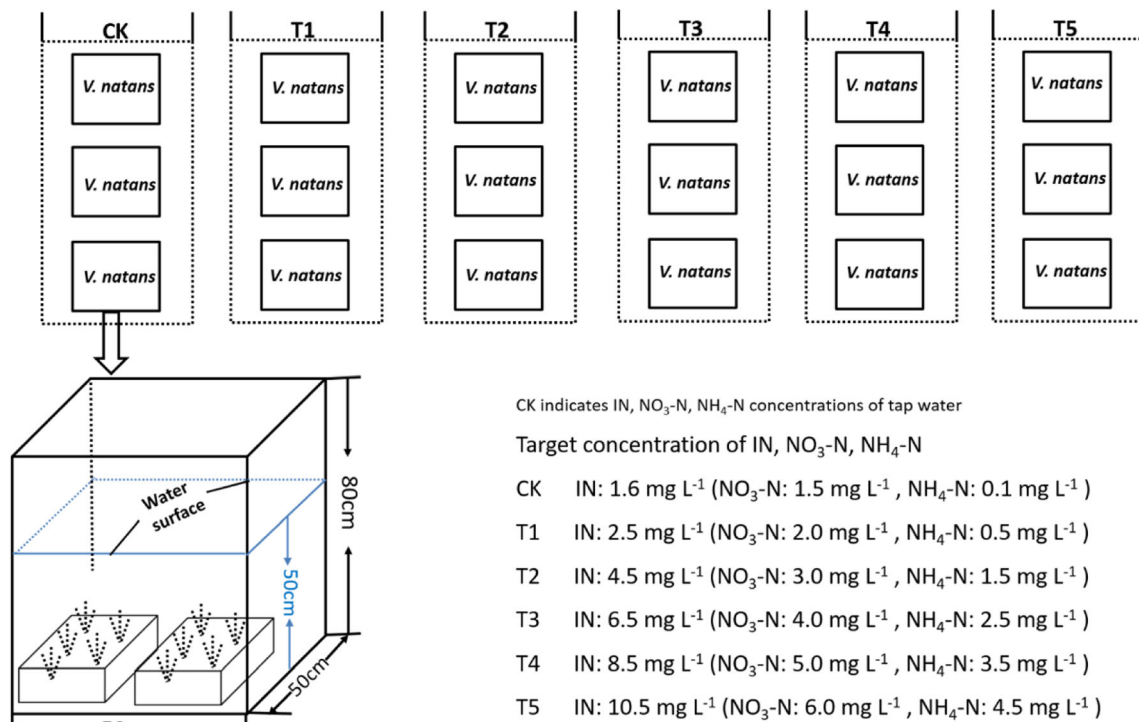 CK T1 T2 T3 T4 T5
V. natans V. natans V. natans V. natans V. natans V. natans
V. natans V. natans V. natans V. natans V. natans V. natans
V. natans V. natans V. natans V. natans V. natans V. natans
Water
surface
80cm
50cm
50cm
CK indicates IN, NO₃-N, NH₄-N concentrations of tap water
Target concentration of IN, NO₃-N, NH₄-N
CK IN: 1.6 mg L⁻¹ ( NO₃-N: 1.5 mg L⁻¹ , NH₄-N: 0.1 mg L⁻¹ )
T1 IN: 2.5 mg L⁻¹ ( NO₃-N: 2.0 mg L⁻¹ , NH₄-N: 0.5 mg L⁻¹ )
T2 IN: 4.5 mg L⁻¹ ( NO₃-N: 3.0 mg L⁻¹ , NH₄-N: 1.5 mg L⁻¹ )
T3 IN: 6.5 mg L⁻¹ ( NO₃-N: 4.0 mg L⁻¹ , NH₄-N: 2.5 mg L⁻¹ )
T4 IN: 8.5 mg L⁻¹ ( NO₃-N: 5.0 mg L⁻¹ , NH₄-N: 3.5 mg L⁻¹ )
T5 IN: 10.5 mg L⁻¹ ( NO₃-N: 6.0 mg L⁻¹ , NH₄-N: 4.5 mg L⁻¹ )